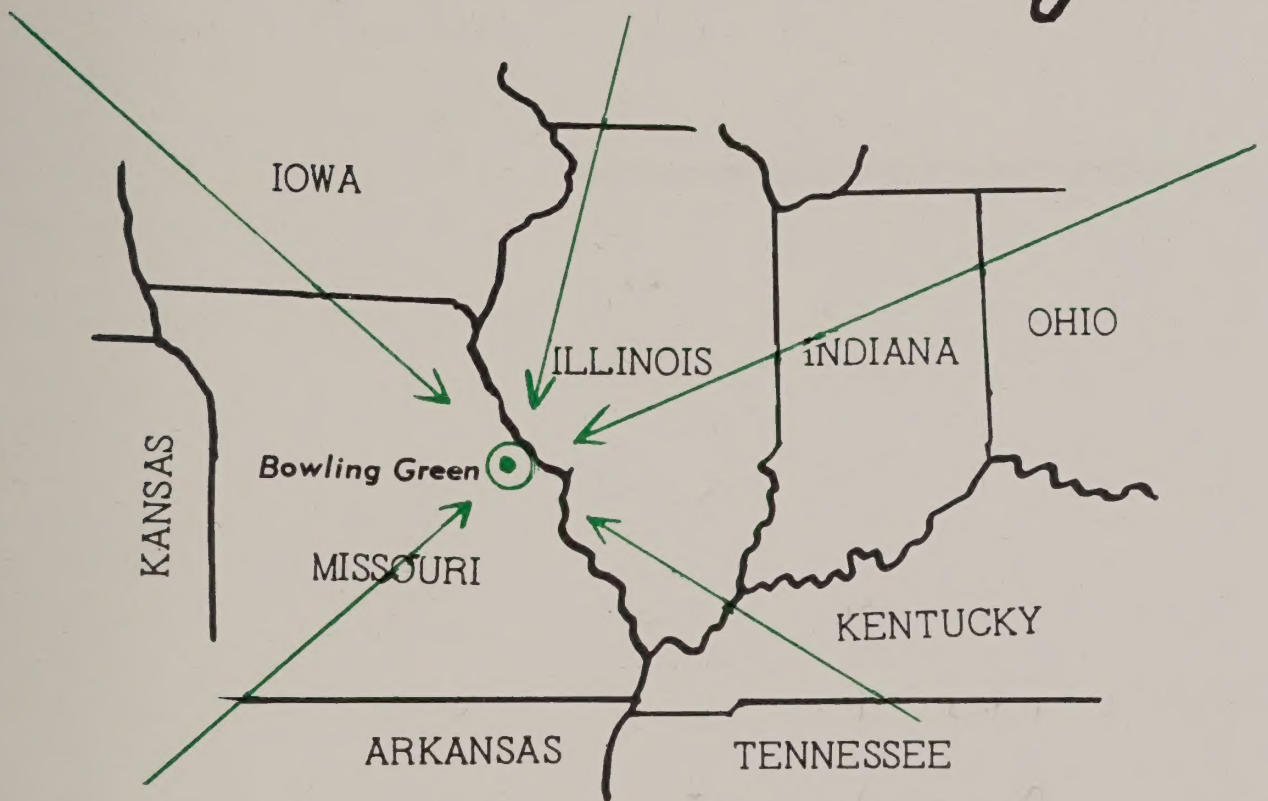 IOWA
OHIO
ILLINOIS
iNDIANA
KANSAS
Bowling Green
MISSOURI
KENTUCKY
ARKANSAS
TENNESSEE